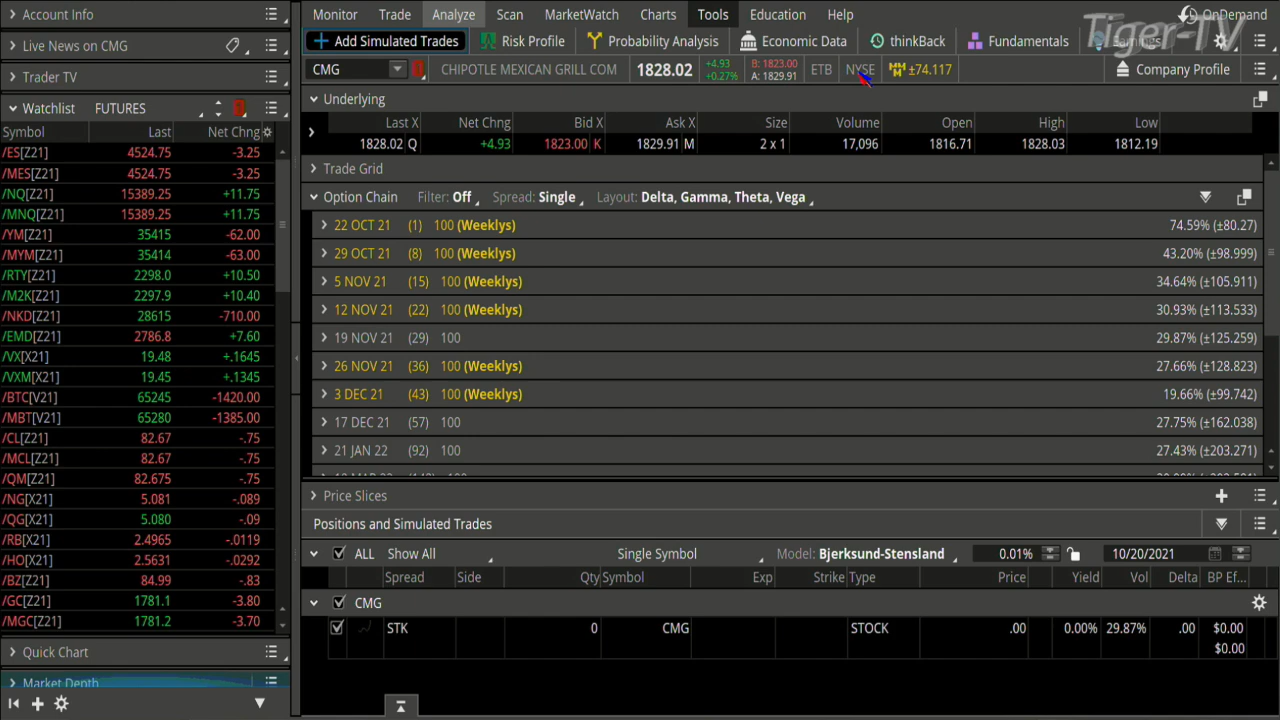 Account Info
Live News on CMG
Trader TV
Watchlist FUTURES
Symbol Last Net Chng
/ES[Z21] 4524.75 -3.25
/MES[Z21] 4524.75 -3.25
/NQ[Z21] 15389.25 +11.75
/MNQ[Z21] 15389.25 +11.75
/YM[Z21] 35415 -62.00
/MYM[Z21] 35414 -63.00
/RTY[Z21] 2298.0 +10.50
/M2K[Z21] 2297.9 +10.40
/NKD[Z21] 28615 -710.00
/EMD[Z21] 2786.8 +7.60
/VX[X21] 19.48 +.1645
/VXM[X21] 19.45 +.1345
/BTC[V21] 65245 -1420.00
/MBT[V21] 65280 -1385.00
/CL[Z21] 82.67 -.75
/MCL[Z21] 82.67 -.75
/QM[Z21] 82.675 -.75
/NG[X21] 5.081 -.089
/QG[X21] 5.080 -.09
/RB[X21] 2.4965 -.0119
/HO[X21] 2.5631 -.0292
/BZ[Z21] 84.99 -.83
/GC[Z21] 1781.1 -3.80
/MGC[Z21] 1781.2 -3.70
Quick Chart
Market Depth
Monitor Trade Analyze Scan MarketWatch Charts Tools Education Help OnDemand
Tiger-TV
Add Simulated Trades Risk Profile Probability Analysis Economic Data thinkBack Fundamentals Earnings
CMG CHIPOTLE MEXICAN GRILL COM 1828.02 +4.93 +0.27% B: 1823.00 A: 1829.91 ETB NYSE ±74.117 Company Profile
Underlying
Last X Net Chng Bid X Ask X Size Volume Open High Low
1828.02 Q +4.93 1823.00 K 1829.91 M 2 x 1 17,096 1816.71 1828.03 1812.19
Trade Grid
Option Chain Filter: Off Spread: Single Layout: Delta, Gamma, Theta, Vega
22 OCT 21 (1) 100 (Weeklys) 74.59% (±80.27)
29 OCT 21 (8) 100 (Weeklys) 43.20% (±98.999)
5 NOV 21 (15) 100 (Weeklys) 34.64% (±105.911)
12 NOV 21 (22) 100 (Weeklys) 30.93% (±113.533)
19 NOV 21 (29) 100 29.87% (±125.259)
26 NOV 21 (36) 100 (Weeklys) 27.66% (±128.823)
3 DEC 21 (43) 100 (Weeklys) 19.66% (±99.742)
17 DEC 21 (57) 100 27.75% (±162.038)
21 JAN 22 (92) 100 27.43% (±203.271)
Price Slices
Positions and Simulated Trades
ALL Show All Single Symbol Model: Bjerksund-Stensland 0.01% 10/20/2021
Spread Side Qty Symbol Exp Strike Type Price Yield Vol Delta BP Ef...
CMG
STK 0 CMG STOCK .00 0.00% 29.87% .00 $0.00
$0.00